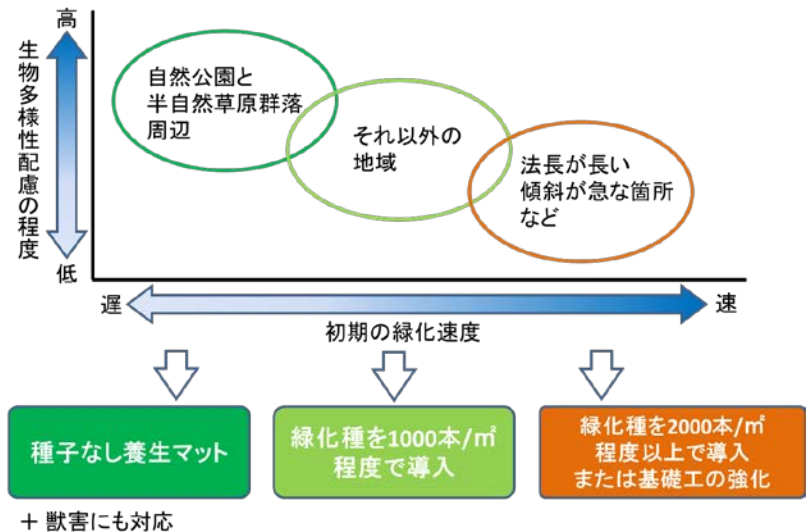 高
生物多様性配慮の程度
低
自然公園と
半自然草原群落
周辺
それ以外の
地域
法長が長い
傾斜が急な箇所
など
遅
速
初期の緑化速度
種子なし養生マット
緑化種を1000本/㎡
程度で導入
緑化種を2000本/㎡
程度以上で導入
または基礎工の強化
+ 獣害にも対応